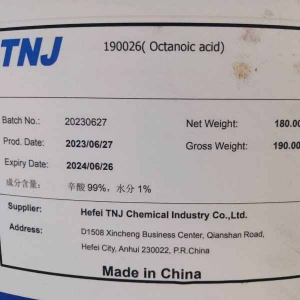 TNJ
190026( Octanoic acid)
Batch No.: 20230627 Net Weight: 180.00
Prod. Date: 2023/06/27 Gross Weight: 190.00
Expiry Date: 2024/06/26
成分含量: 辛酸 99%, 水分 1%
Supplier: Hefei TNJ Chemical Industry Co.,Ltd.
Address: D1508 Xincheng Business Center, Qianshan Road,
Hefei City, Anhui 230022, P.R.China
Made in China